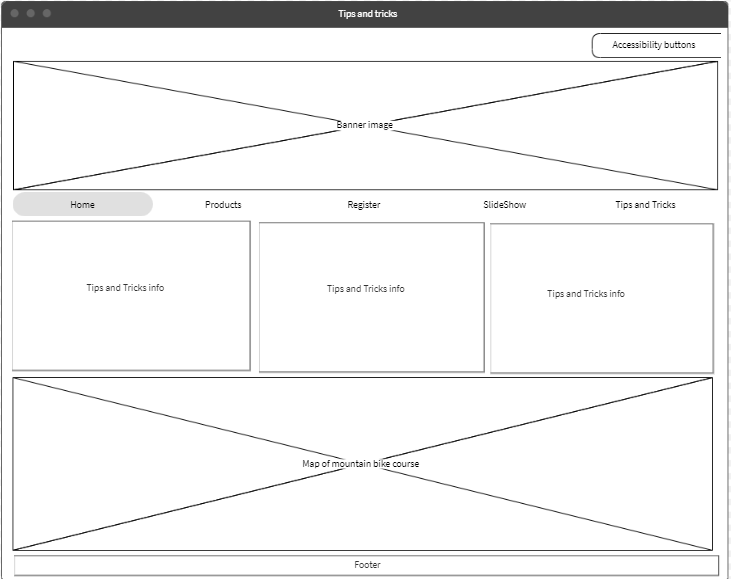 Tips and tricks
Accessibility buttons
Banner image
Home
Products
Register
SlideShow
Tips and Tricks
Tips and Tricks info
Tips and Tricks info
Tips and Tricks info
Map of mountain bike course
Footer